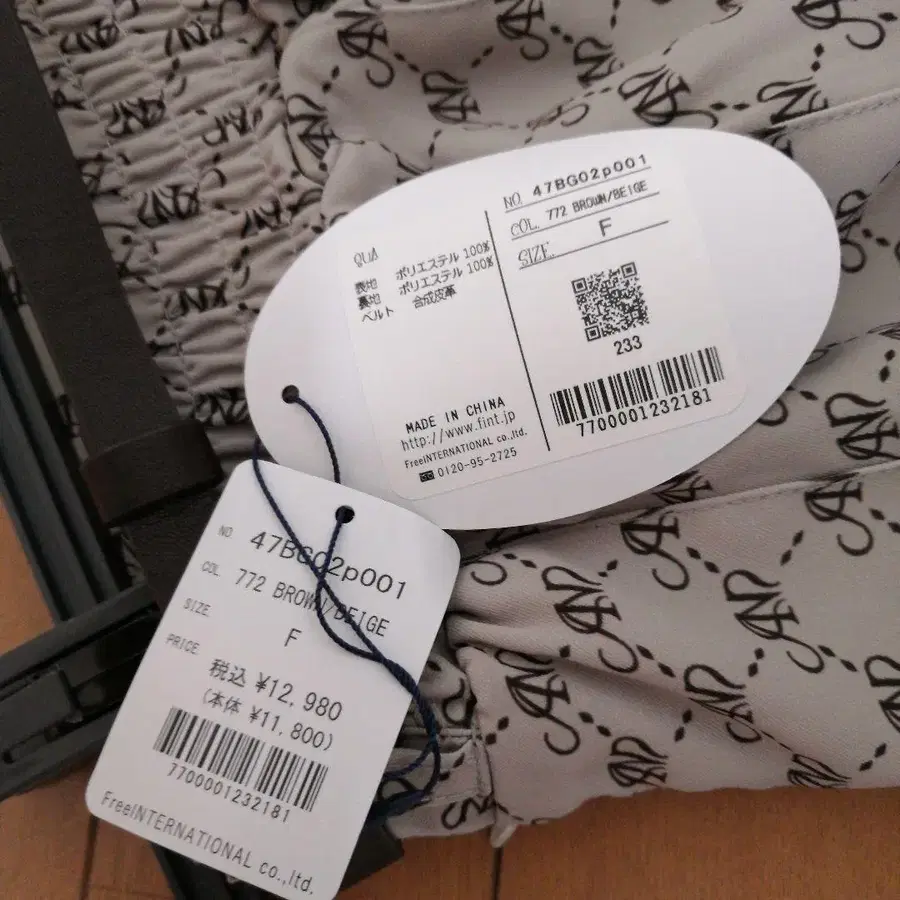 QUA
表地 ポリエステル 100%
裏地 ポリエステル 100%
ベルト 合成皮革
MADE IN CHINA
http://www.fint.jp
FreeINTERNATIONAL co.,ltd.
0120-95-2725
NO. 47BG02p001
COL. 772 BROWN/BEIGE
SIZE. F
233
7700001232181
NO 47BG02p001
COL 772 BROWN/BEIGE
SIZE. F
PRICE.
税込 ¥12,980
(本体 ¥11,800)
7700001232181
FreeINTERNATIONAL co.,ltd.